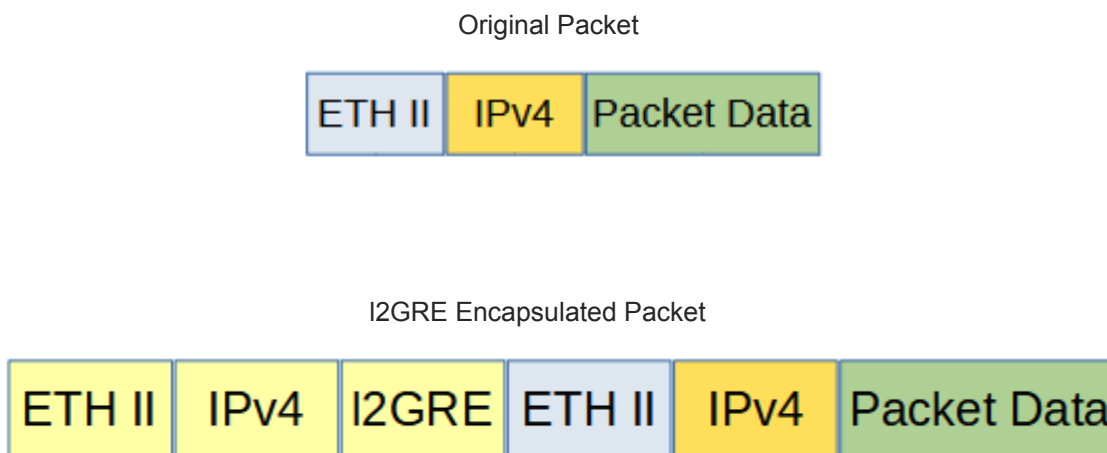 Original Packet
ETH II IPv4 Packet Data
l2GRE Encapsulated Packet
ETH II IPv4 l2GRE ETH II IPv4 Packet Data